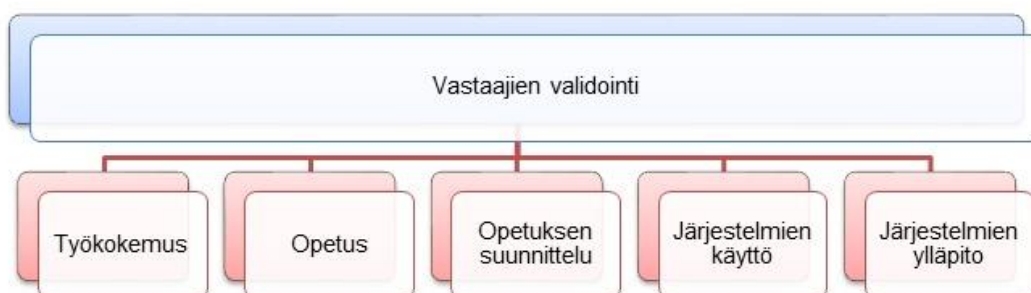 Vastaajien validointi
Työkokemus
Opetus
Opetuksen
suunnittelu
Järjestelmien
käyttö
Järjestelmien
ylläpito